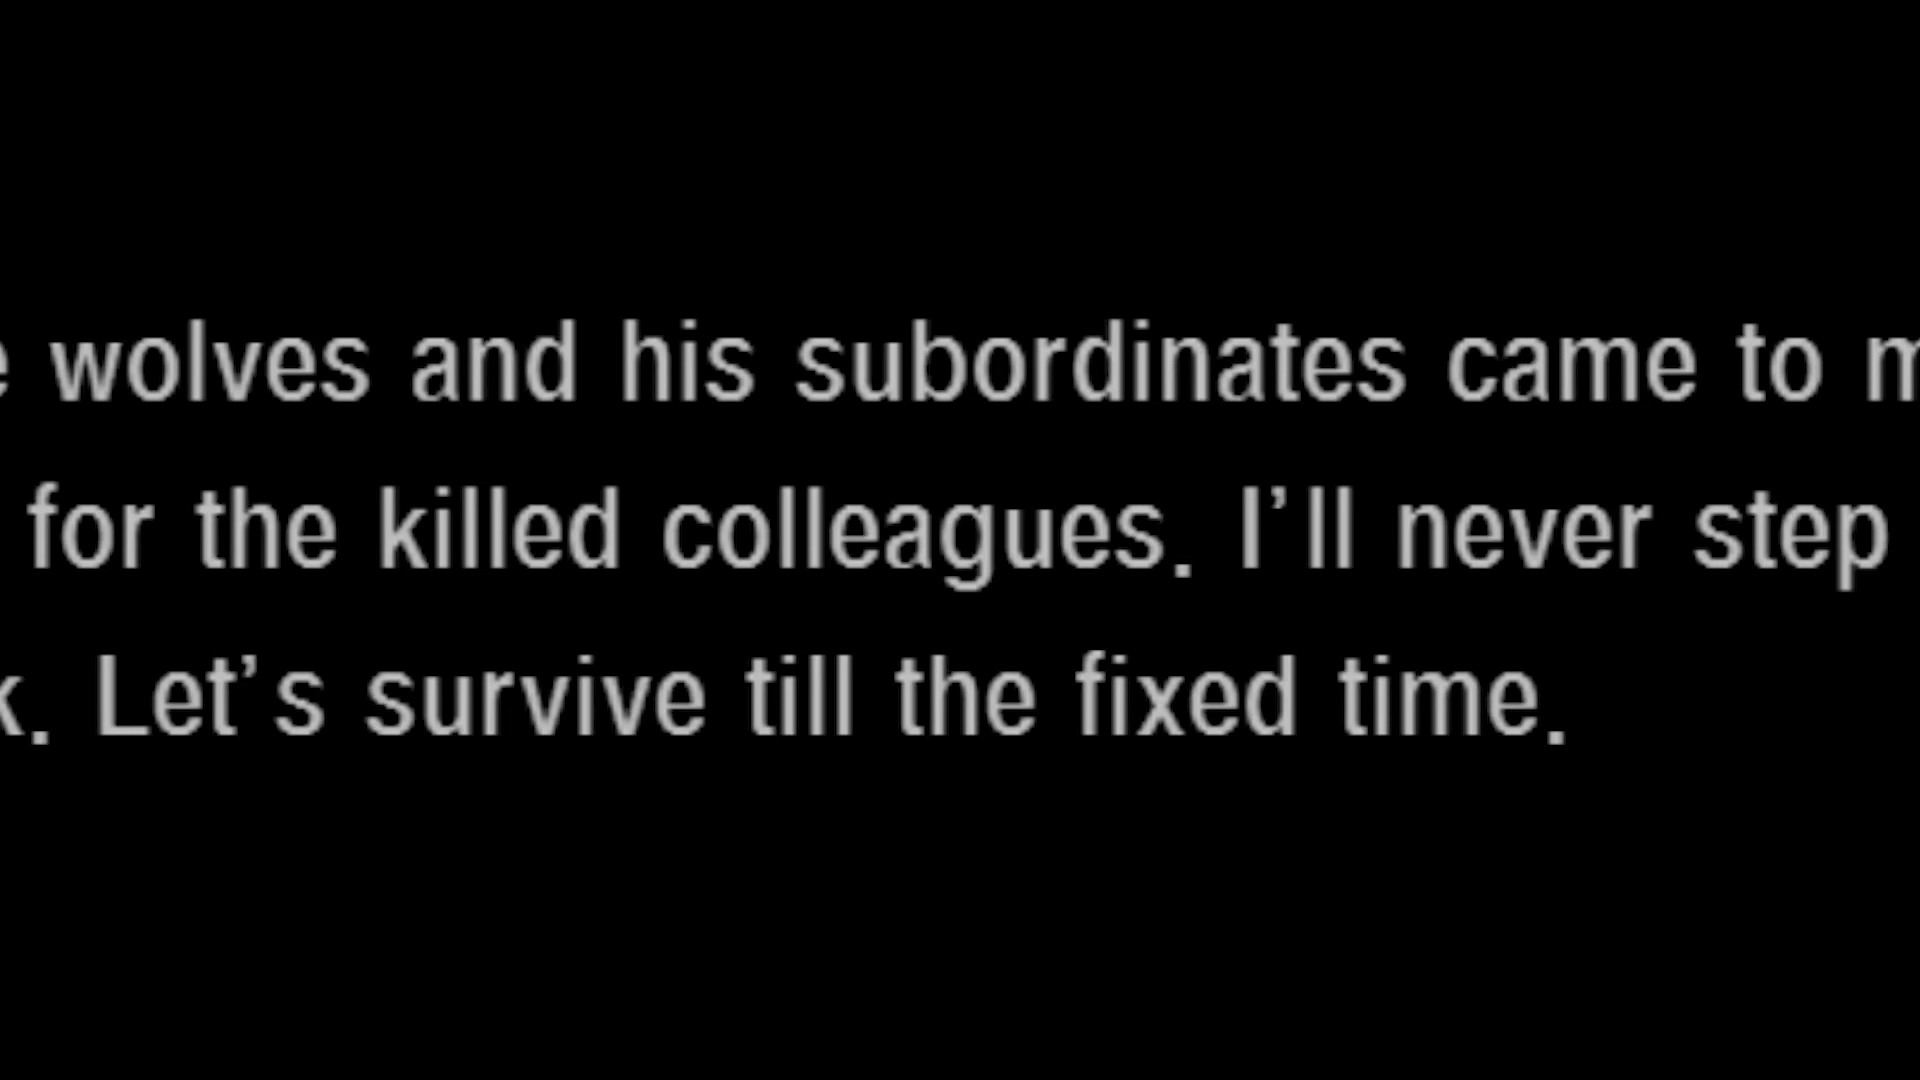 wolves and his subordinates came to
for the killed colleagues. I'll never step
k. Let's survive till the fixed time.